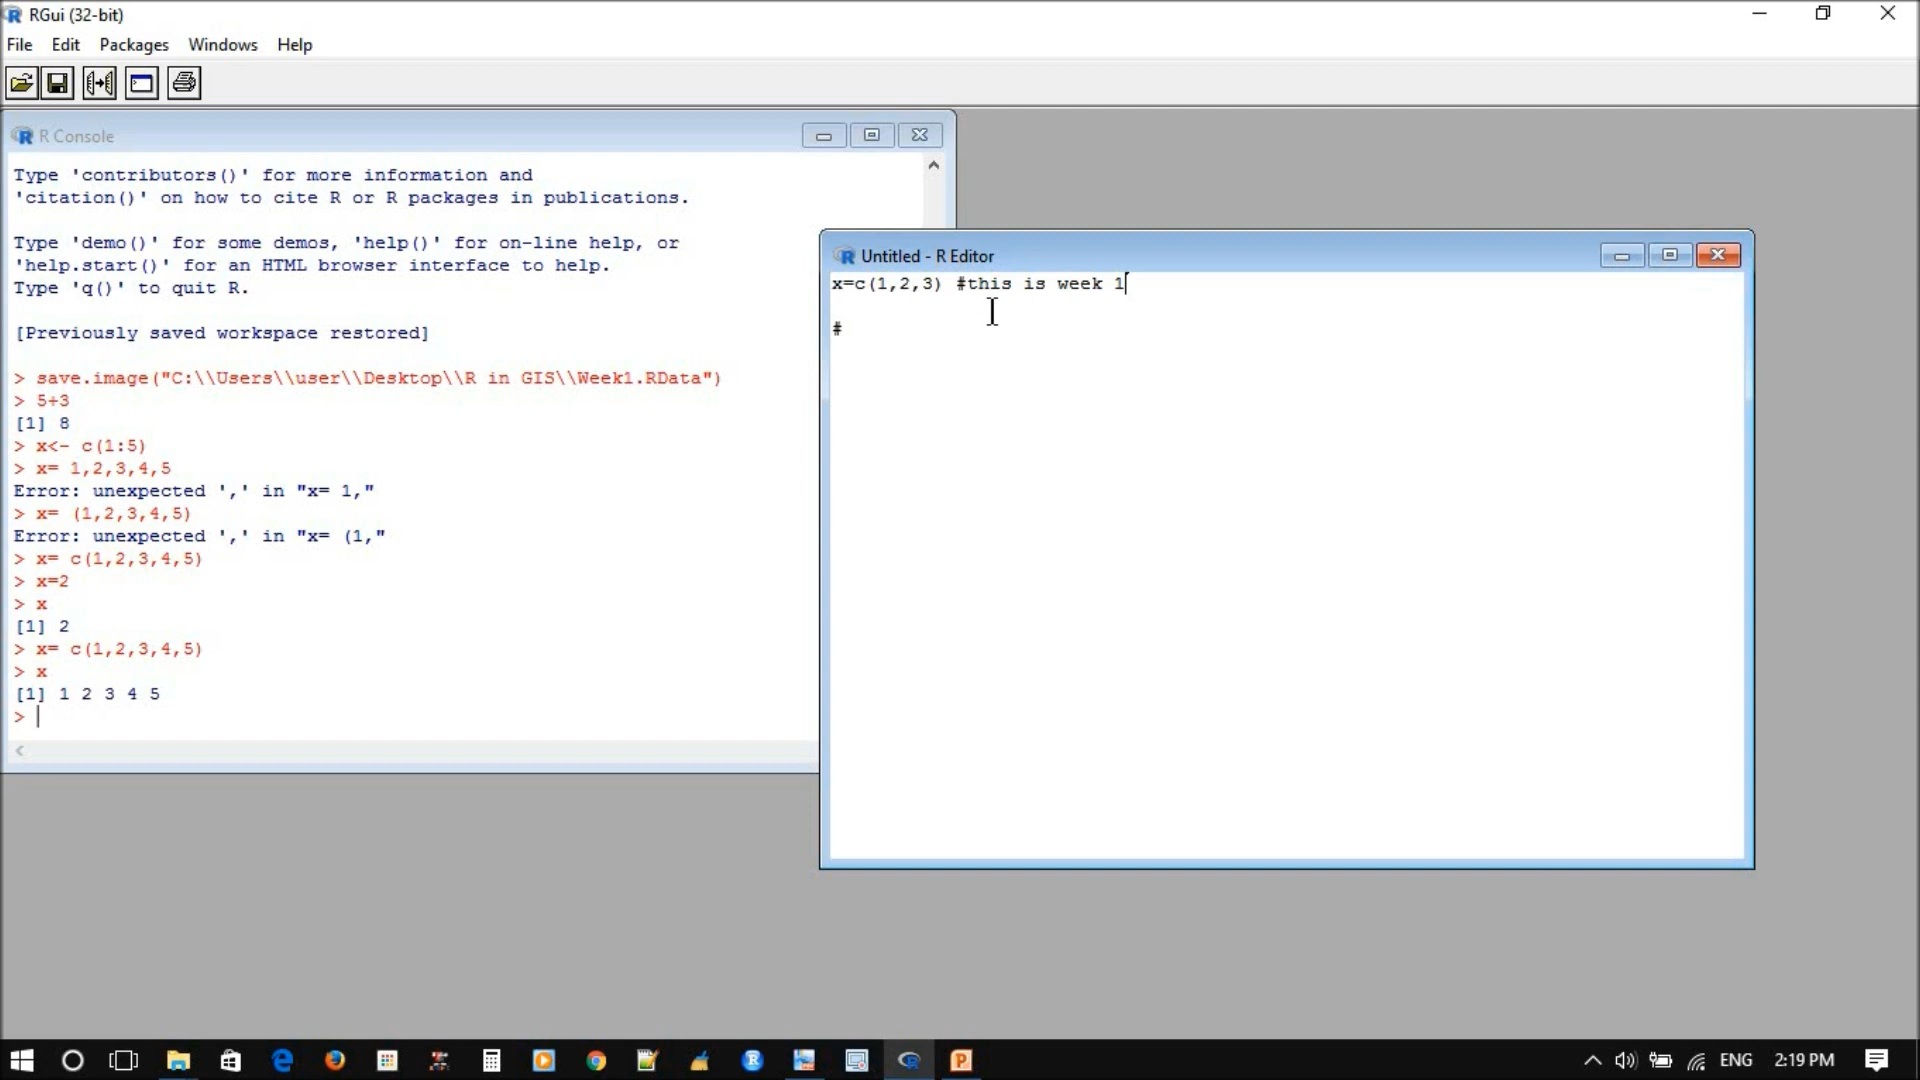 RGui (32-bit)
File Edit Packages Windows Help
R Console
Type 'contributors()' for more information and
'citation()' on how to cite R or R packages in publications.
Type 'demo()' for some demos, 'help()' for on-line help, or
'help.start()' for an HTML browser interface to help.
Type 'q()' to quit R.
[Previously saved workspace restored]
> save.image("C:\\Users\\user\\Desktop\\R in GIS\\Week1.RData")
> 5+3
[1] 8
> x<- c(1:5)
> x= 1,2,3,4,5
Error: unexpected ',' in "x= 1,"
> x= (1,2,3,4,5)
Error: unexpected ',' in "x= (1,"
> x= c(1,2,3,4,5)
> x=2
> x
[1] 2
> x= c(1,2,3,4,5)
> x
[1] 1 2 3 4 5
>
Untitled - R Editor
x=c(1,2,3) #this is week 1
#
ENG 2:19 PM